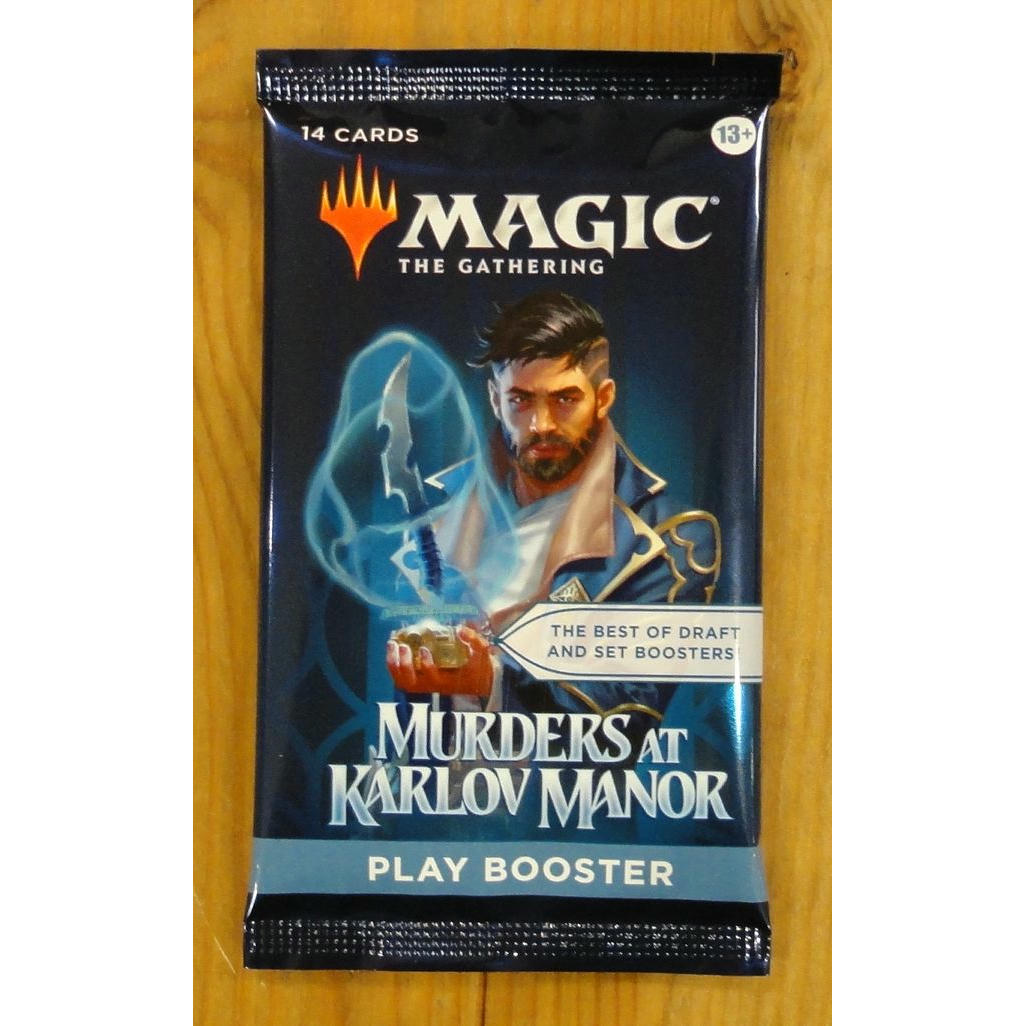 14 CARDS
13+
MAGIC®
THE GATHERING
THE BEST OF DRAFT
AND SET BOOSTERS!
MURDERS AT
KARLOV MANOR
PLAY BOOSTER